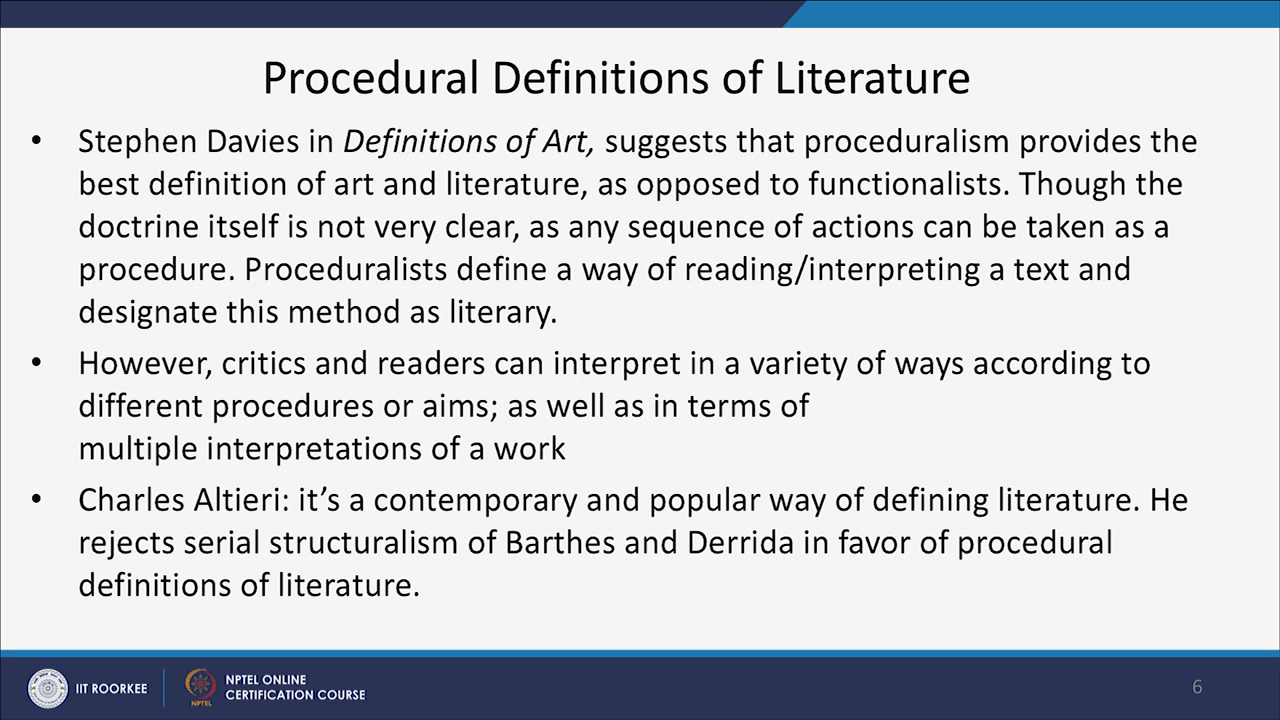 Procedural Definitions of Literature
• Stephen Davies in Definitions of Art, suggests that proceduralism provides the
best definition of art and literature, as opposed to functionalists. Though the
doctrine itself is not very clear, as any sequence of actions can be taken as a
procedure. Proceduralists define a way of reading/interpreting a text and
designate this method as literary.
• However, critics and readers can interpret in a variety of ways according to
different procedures or aims; as well as in terms of
multiple interpretations of a work
• Charles Altieri: it’s a contemporary and popular way of defining literature. He
rejects serial structuralism of Barthes and Derrida in favor of procedural
definitions of literature.
IIT ROORKEE
NPTEL
NPTEL ONLINE
CERTIFICATION COURSE
6